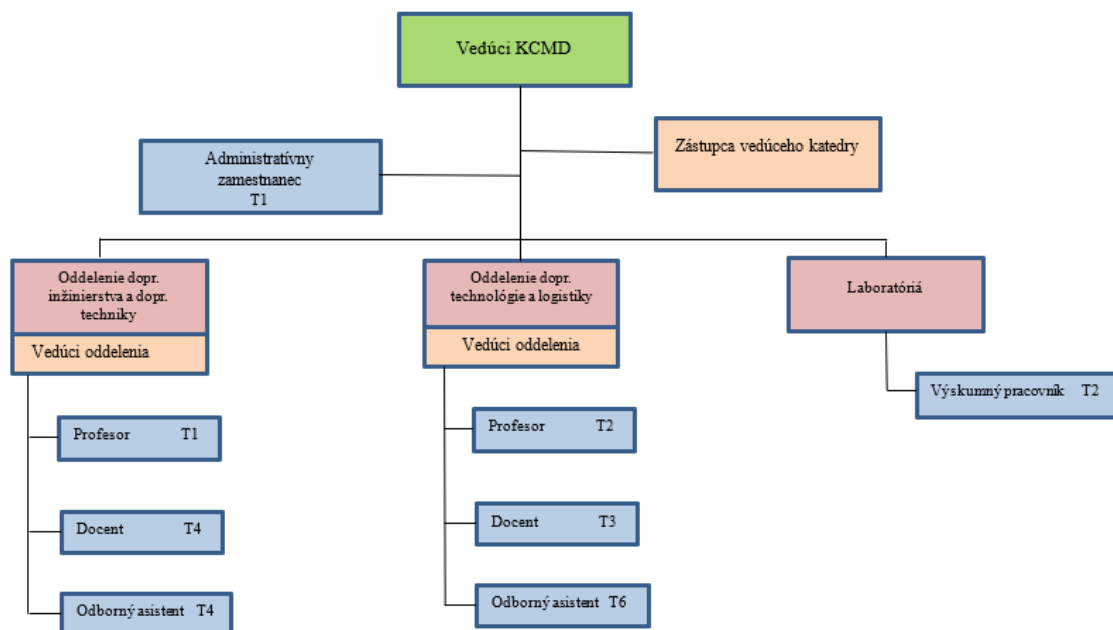 Vedúci KCMD
Zástupca vedúceho katedry
Administratívny
zamestnanec
T1
Oddelenie dopr.
inžinierstva a dopr.
techniky
Vedúci oddelenia
Profesor T1
Docent T4
Odborný asistent T4
Oddelenie dopr.
technológie a logistiky
Vedúci oddelenia
Profesor T2
Docent T3
Odborný asistent T6
Laboratóriá
Výskumný pracovník T2